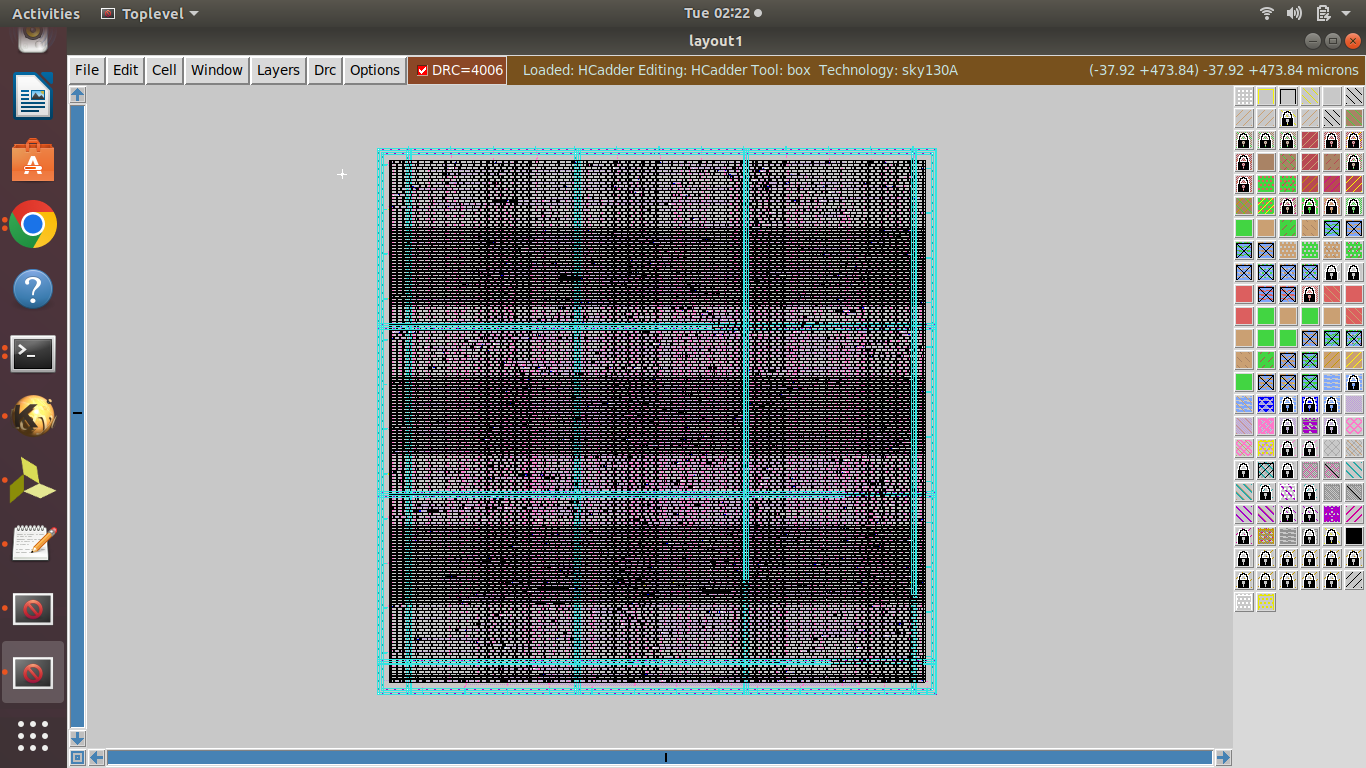 Activities Toplevel Tue 02:22
layout1
File Edit Cell Window Layers Drc Options DRC=4006 Loaded: HCadder Editing: HCadder Tool: box Technology: sky130A (-37.92 +473.84) -37.92 +473.84 microns